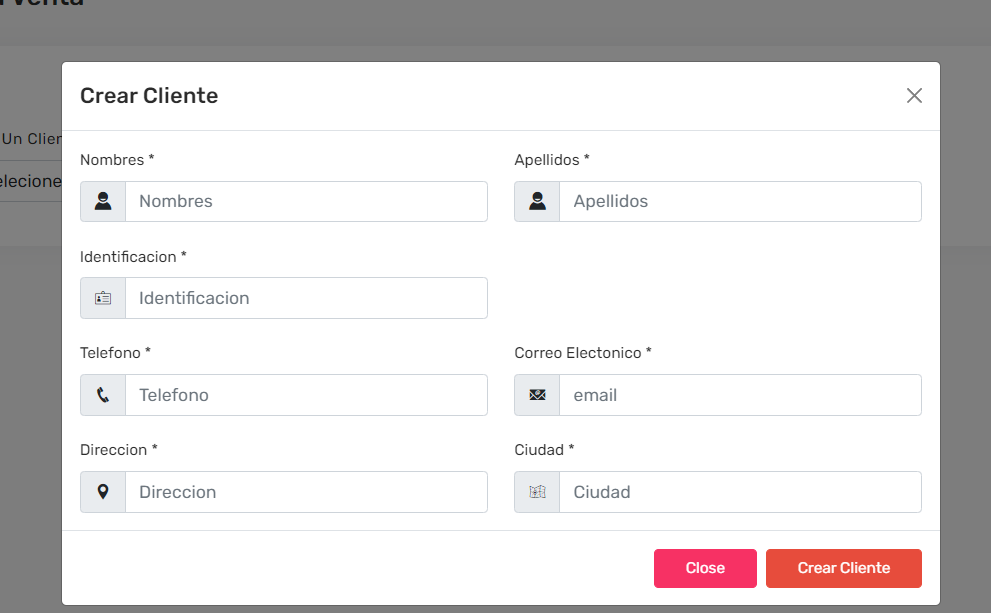 Venta
Crear Cliente
Un Clien
elecione
Nombres *
Apellidos *
Nombres
Apellidos
Identificacion *
Identificacion
Telefono *
Correo Electonico *
Telefono
email
Direccion *
Ciudad *
Direccion
Ciudad
Close
Crear Cliente